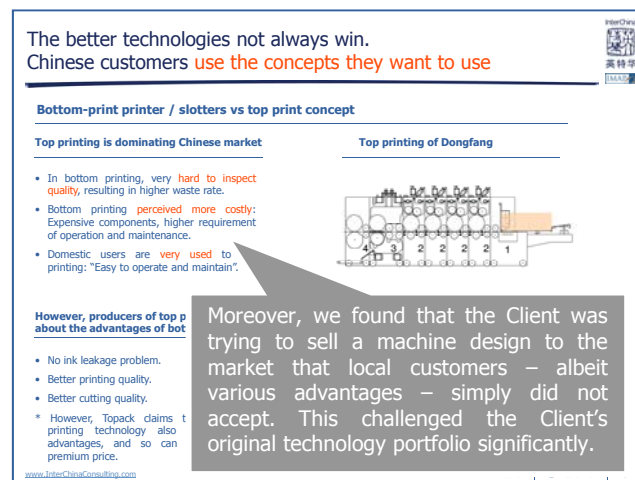 The better technologies not always win.
Chinese customers use the concepts they want to use
InterChina
英特华
IMAP
Bottom-print printer / slotters vs top print concept
Top printing is dominating Chinese market
• In bottom printing, very hard to inspect
quality, resulting in higher waste rate.
• Bottom printing perceived more costly:
Expensive components, higher requirement
of operation and maintenance.
• Domestic users are very used to
printing: “Easy to operate and maintain”.
Top printing of Dongfang
4 3 2 2 2 2 1
However, producers of top p
about the advantages of bot
• No ink leakage problem.
• Better printing quality.
• Better cutting quality.
* However, Topack claims t
printing technology also
advantages, and so can
premium price.
Moreover, we found that the Client was
trying to sell a machine design to the
market that local customers – albeit
various advantages – simply did not
accept. This challenged the Client’s
original technology portfolio significantly.
www.InterChinaConsulting.com